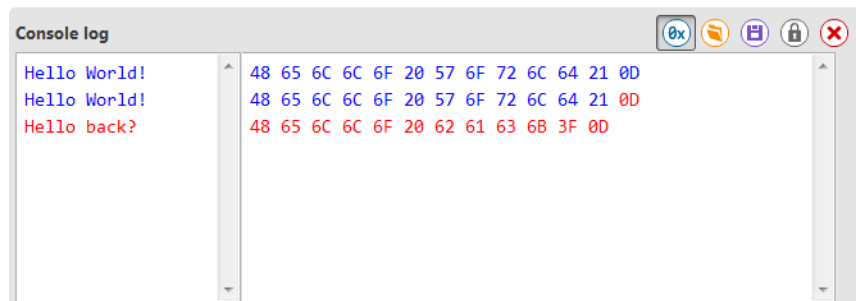 Console log
0x
Hello World!
Hello World!
Hello back?
48 65 6C 6C 6F 20 57 6F 72 6C 64 21 0D
48 65 6C 6C 6F 20 57 6F 72 6C 64 21 0D
48 65 6C 6C 6F 20 62 61 63 6B 3F 0D